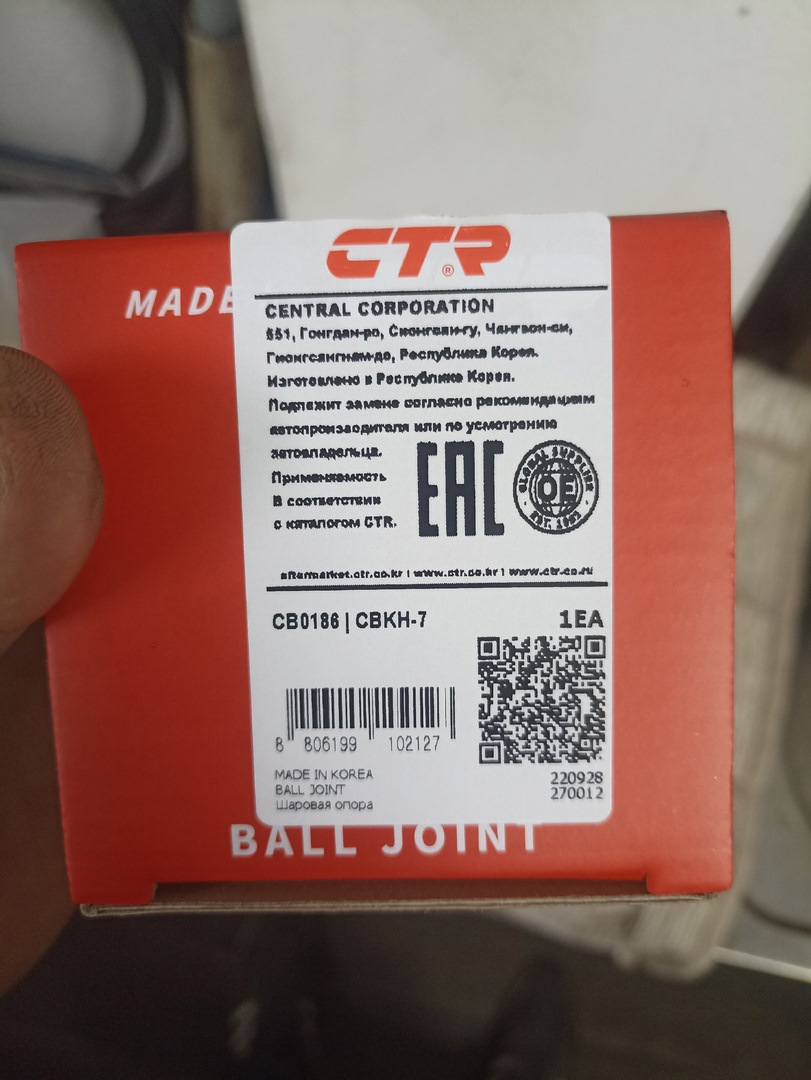 CTR
®
MADE
CENTRAL CORPORATION
551, Гонгдан-ро, Сионгсан-гу, Чангвон-си,
Гионгсангнам-до, Республика Корея.
Изготовлено в Республике Корея.
Подлежит замене согласно рекомендациям
автопроизводителя или по усмотрению
автовладельца.
Применяемость
В соответствии
с каталогом CTR.
EAC
GLOBAL SUPPLIER
OE
aftermarket.ctr.co.kr | www.ctr.co.kr | www.ctr-co.ru
CB0186 | CBKH-7
1EA
8 806199 102127
MADE IN KOREA
BALL JOINT
Шаровая опора
220928
270012
BALL JOINT